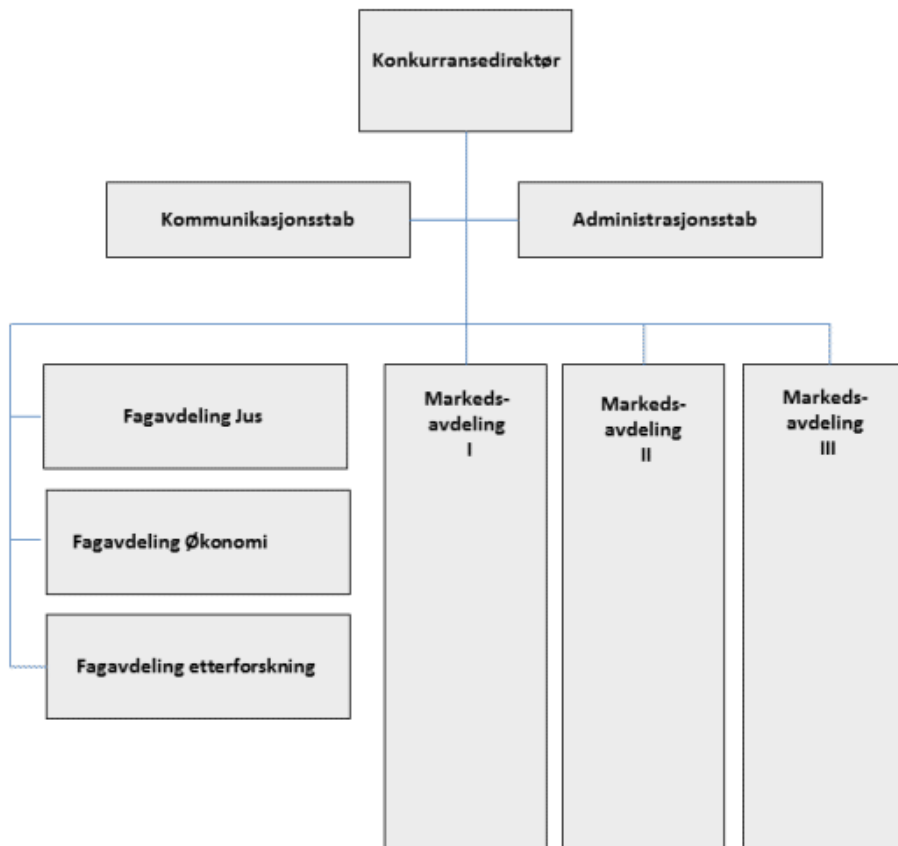 Konkurransedirektør
Kommunikasjonsstab
Administrasjonsstab
Fagavdeling Jus
Fagavdeling Økonomi
Fagavdeling etterforskning
Markeds-
avdeling
I
Markeds-
avdeling
II
Markeds-
avdeling
III